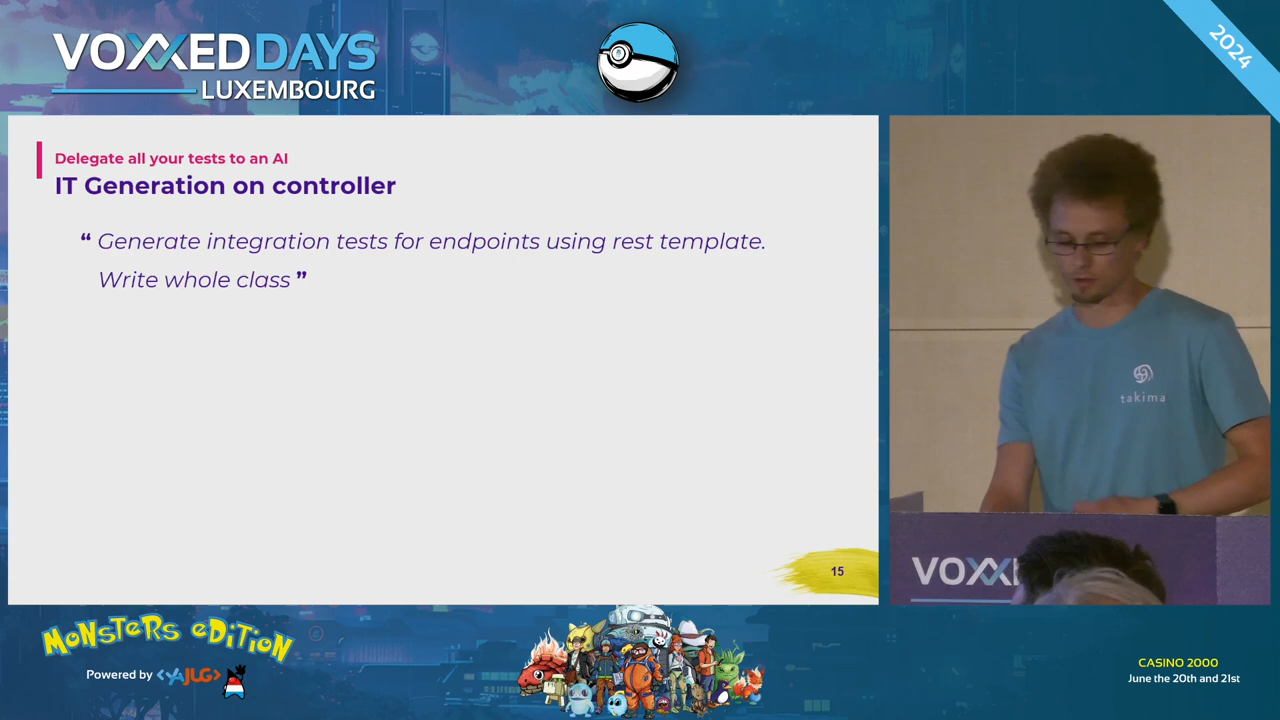 VOXXEDDAYS
LUXEMBOURG
2024
Delegate all your tests to an AI
IT Generation on controller
“ Generate integration tests for endpoints using rest template.
Write whole class ”
15
takima
VOXX
MONSTERS EDITION
Powered by <YAJUG>
CASINO 2000
June the 20th and 21st